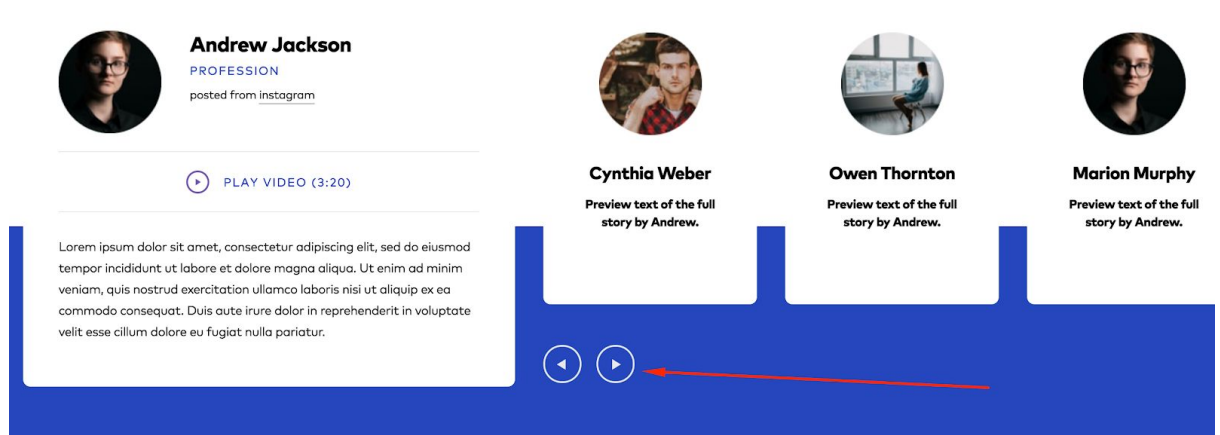 Andrew Jackson
PROFESSION
posted from instagram
PLAY VIDEO (3:20)
Lorem ipsum dolor sit amet, consectetur adipiscing elit, sed do eiusmod
tempor incididunt ut labore et dolore magna aliqua. Ut enim ad minim
veniam, quis nostrud exercitation ullamco laboris nisi ut aliquip ex ea
commodo consequat. Duis aute irure dolor in reprehenderit in voluptate
velit esse cillum dolore eu fugiat nulla pariatur.
Cynthia Weber
Preview text of the full
story by Andrew.
Owen Thornton
Preview text of the full
story by Andrew.
Marion Murphy
Preview text of the full
story by Andrew.